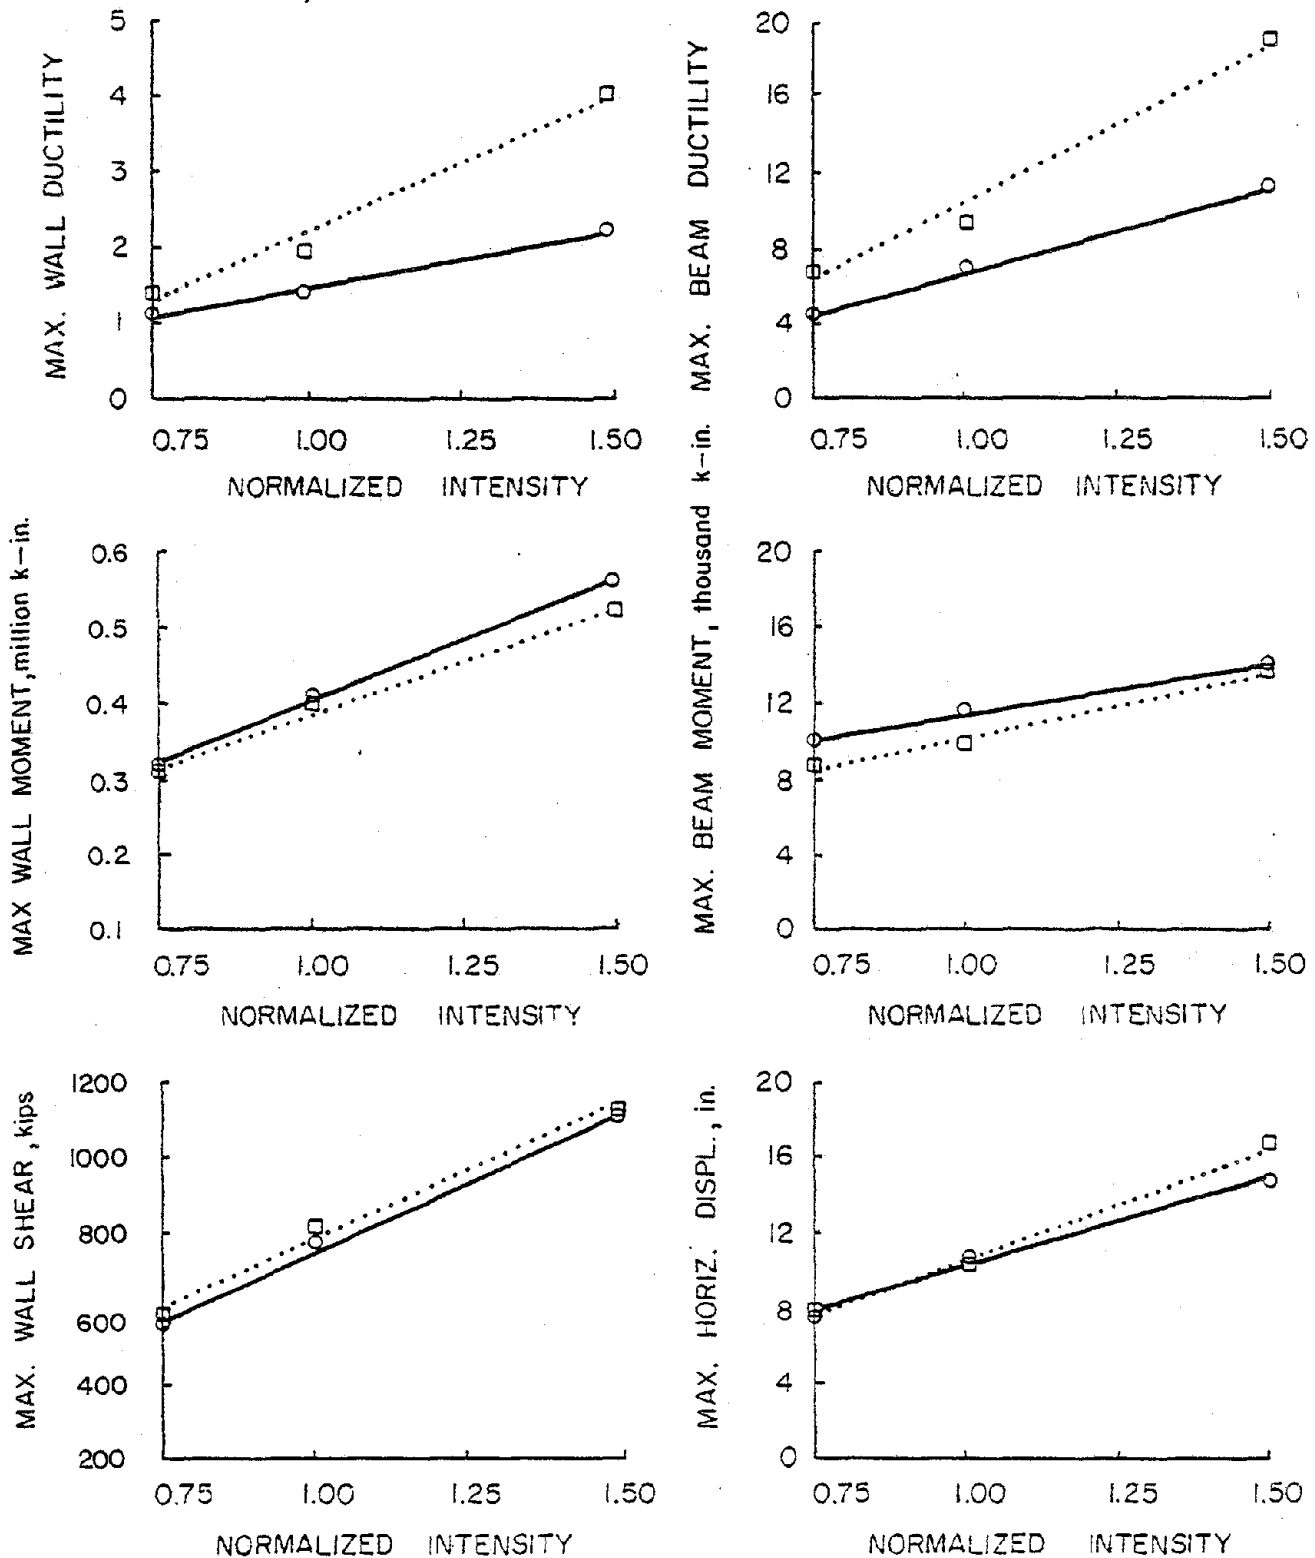 MAX. WALL DUCTILITY
5
4
3
2
1
0
0.75 1.00 1.25 1.50
NORMALIZED INTENSITY
MAX. BEAM DUCTILITY
20
16
12
8
4
0
0.75 1.00 1.25 1.50
NORMALIZED INTENSITY
MAX WALL MOMENT, million k-in.
0.6
0.5
0.4
0.3
0.2
0.1
0.75 1.00 1.25 1.50
NORMALIZED INTENSITY
MAX. BEAM MOMENT, thousand k-in.
20
16
12
8
4
0
0.75 1.00 1.25 1.50
NORMALIZED INTENSITY
MAX. WALL SHEAR, kips
1200
1000
800
600
400
200
0.75 1.00 1.25 1.50
NORMALIZED INTENSITY
MAX. HORIZ. DISPL., in.
20
16
12
8
4
0
0.75 1.00 1.25 1.50
NORMALIZED INTENSITY